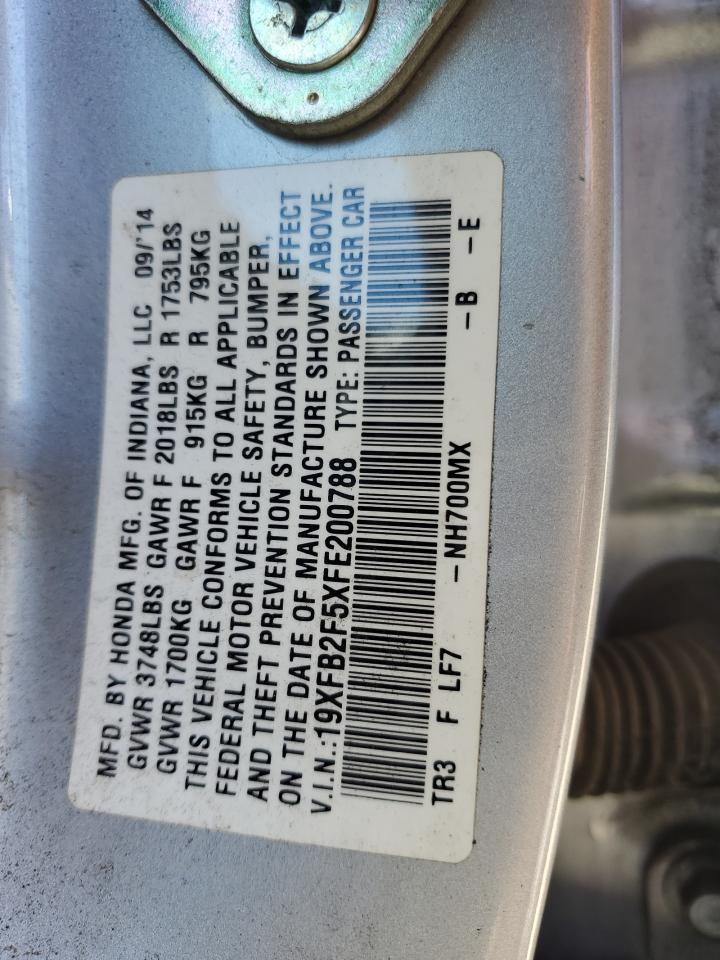 MFD. BY HONDA MFG. OF INDIANA, LLC 09/'14
GVWR 3748LBS GAWR F 2018LBS R 1753LBS
GVWR 1700KG GAWR F 915KG R 795KG
THIS VEHICLE CONFORMS TO ALL APPLICABLE
FEDERAL MOTOR VEHICLE SAFETY, BUMPER,
AND THEFT PREVENTION STANDARDS IN EFFECT
ON THE DATE OF MANUFACTURE SHOWN ABOVE.
V.I.N.:19XFB2F5XFE200788 TYPE: PASSENGER CAR
TR3 F LF7 -NH700MX -B -E